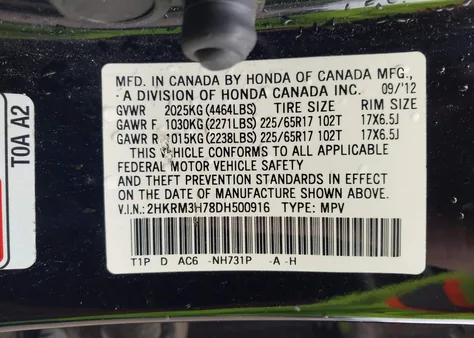 MFD. IN CANADA BY HONDA OF CANADA MFG.,
A DIVISION OF HONDA CANADA INC. 09/'12
GVWR 2025KG (4464LBS) TIRE SIZE RIM SIZE
GAWR F 1030KG (2271LBS) 225/65R17 102T 17X6.5J
GAWR R 1015KG (2238LBS) 225/65R17 102T 17X6.5J
THIS VEHICLE CONFORMS TO ALL APPLICABLE
FEDERAL MOTOR VEHICLE SAFETY
AND THEFT PREVENTION STANDARDS IN EFFECT
ON THE DATE OF MANUFACTURE SHOWN ABOVE.
V.I.N.: 2HKRM3H78DH500916 TYPE: MPV
T1P D AC6 -NH731P -A -H
T0A A2